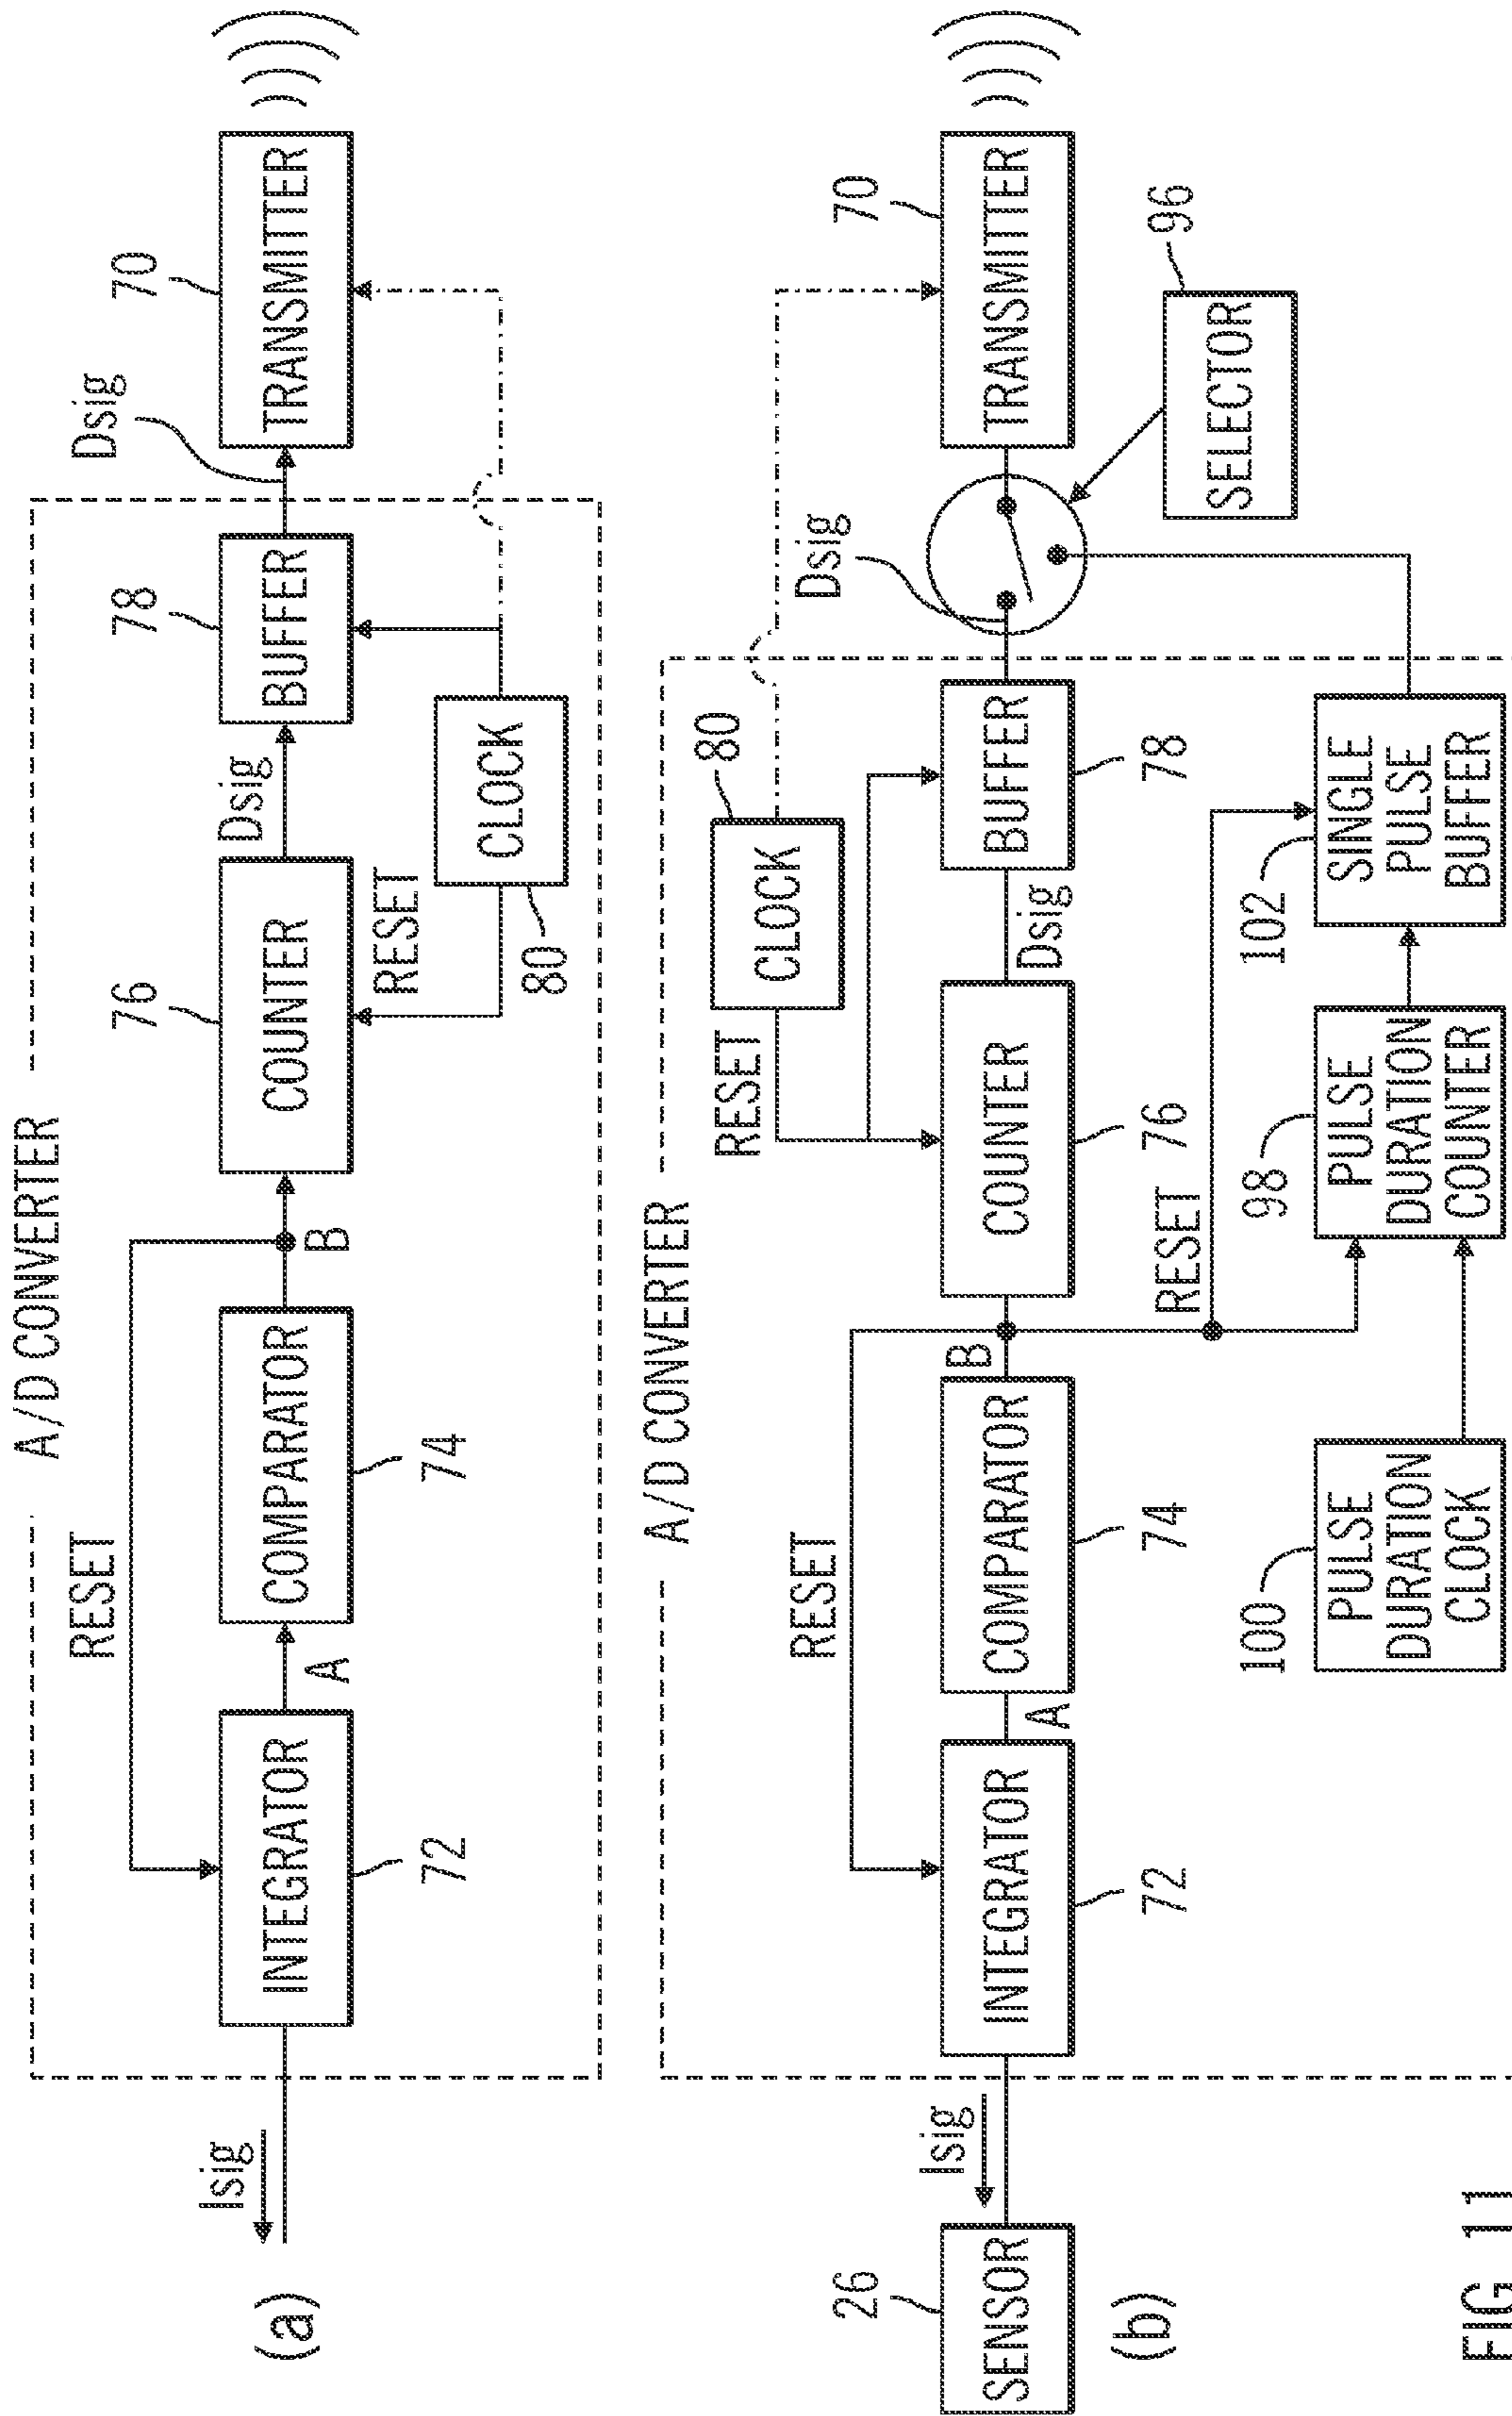 (a)
Isig
A/D CONVERTER
RESET
INTEGRATOR
72
A
COMPARATOR
74
B
COUNTER
76
RESET
Dsig
CLOCK
80
BUFFER
78
Dsig
TRANSMITTER
70
(b)
SENSOR
26
Isig
A/D CONVERTER
RESET
INTEGRATOR
72
A
COMPARATOR
74
B
RESET
COUNTER
76
RESET
CLOCK
80
Dsig
BUFFER
78
Dsig
TRANSMITTER
70
SELECTOR
96
PULSE
DURATION
CLOCK
100
PULSE
DURATION
COUNTER
98
SINGLE
PULSE
BUFFER
102
FIG. 11